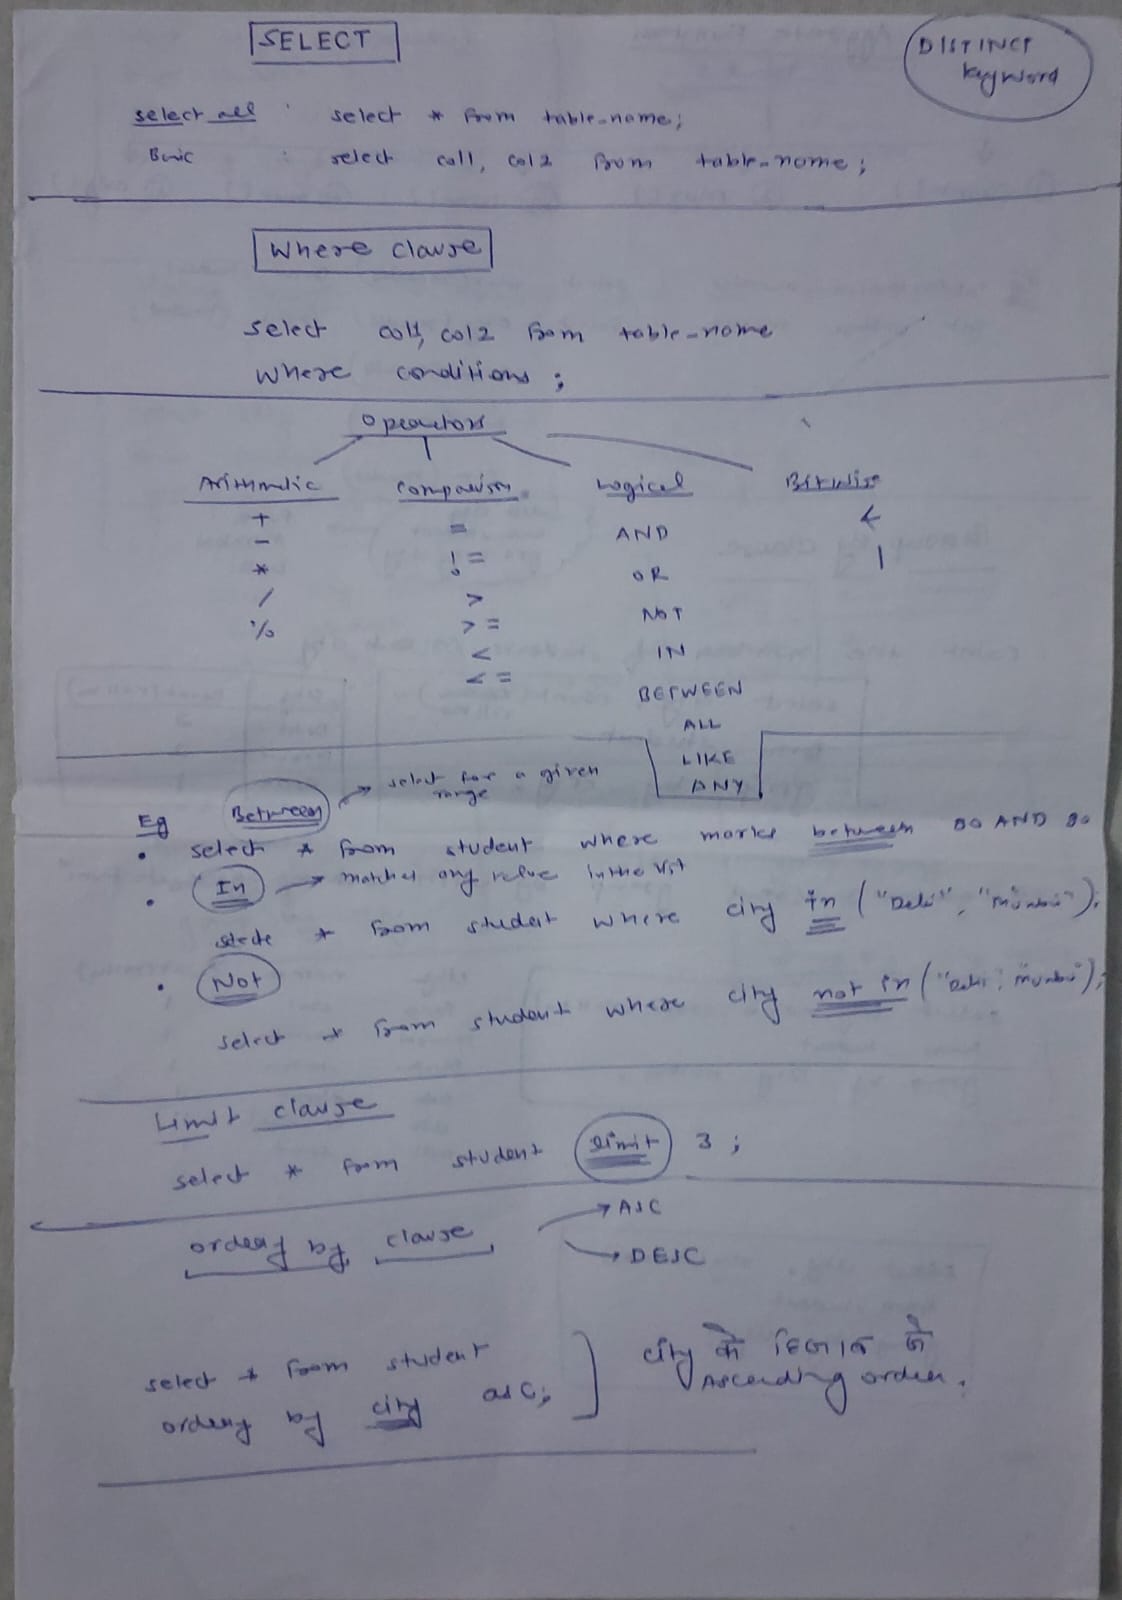 SELECT
DISTINCT
keyword
select all : select * from table-name;
Basic : select col1, col2 from table-name;
Where clause
select col1, col2 from table-name
where conditions;
operators
Arithmetic Comparison Logical Bitwise
+ = AND &
- != OR |
* > NOT
/ >= IN
% < BETWEEN
<= ALL
LIKE
ANY
Eg Between → select for a given
range
• select * from student where marks between 80 AND 90
• In → matches any value in the list
select * from student where city in ("Delhi", "Mumbai");
• Not
select * from student where city not in ("Delhi", "Mumbai");
Limit clause
select * from student limit 3;
order by clause → ASC
→ DESC
select * from student
order by city asc;
city के हिसाब से
Ascending order.